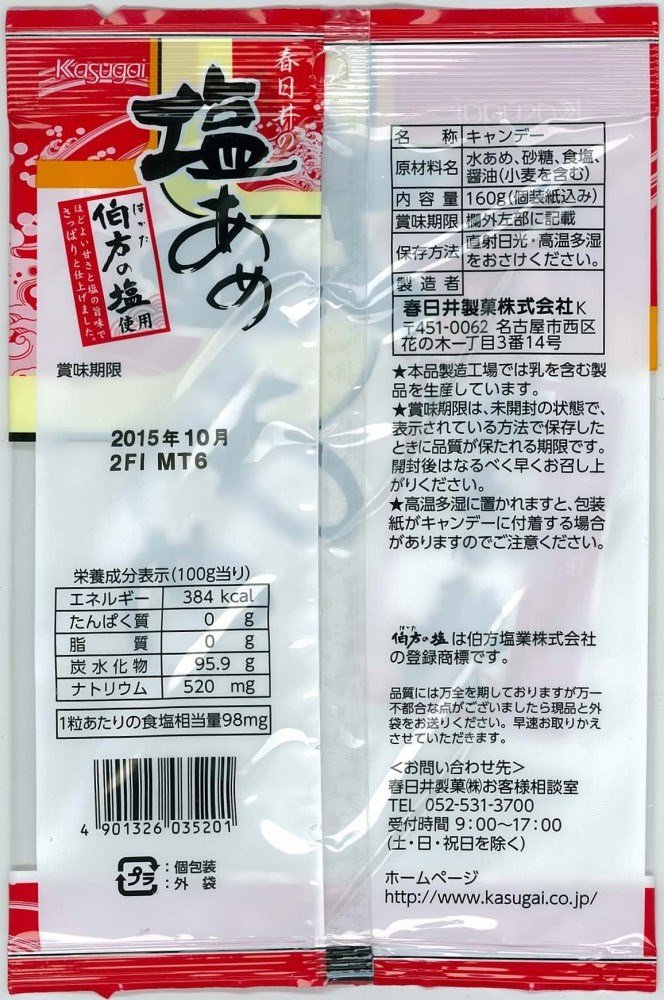 Kasugai
春日井の
塩あめ
はかた
伯方の塩
使用
ほどよい甘さと塩の旨味で
さっぱりと仕上げました。
賞味期限
2015年10月
2FI MT6
栄養成分表示(100g当り)
エネルギー 384 kcal
たんぱく質 0 g
脂質 0 g
炭水化物 95.9 g
ナトリウム 520 mg
1粒あたりの食塩相当量98mg
4 901326 035201
プラ
:個包装
:外 袋
Kasugai
名称 キャンデー
原材料名 水あめ、砂糖、食塩、
醤油(小麦を含む)
内容量 160g(個装紙込み)
賞味期限 欄外左部に記載
保存方法 直射日光・高温多湿
をおさけください。
製造者
春日井製菓株式会社K
〒451-0062 名古屋市西区
花の木一丁目3番14号
★本品製造工場では乳を含む製
品を生産しています。
★賞味期限は、未開封の状態で、
表示されている方法で保存した
ときに品質が保たれる期限です。
開封後はなるべく早くお召し上
がりください。
★高温多湿に置かれますと、包装
紙がキャンデーに付着する場合
がありますのでご注意ください。
はかた
伯方の塩は伯方塩業株式会社
の登録商標です。
品質には万全を期しておりますが万一
不都合な点がございましたら現品と外
袋をお送りください。早速お取りかえ
させていただきます。
<お問い合わせ先>
春日井製菓㈱お客様相談室
TEL 052-531-3700
受付時間 9:00〜17:00
(土・日・祝日を除く)
ホームページ
http://www.kasugai.co.jp/